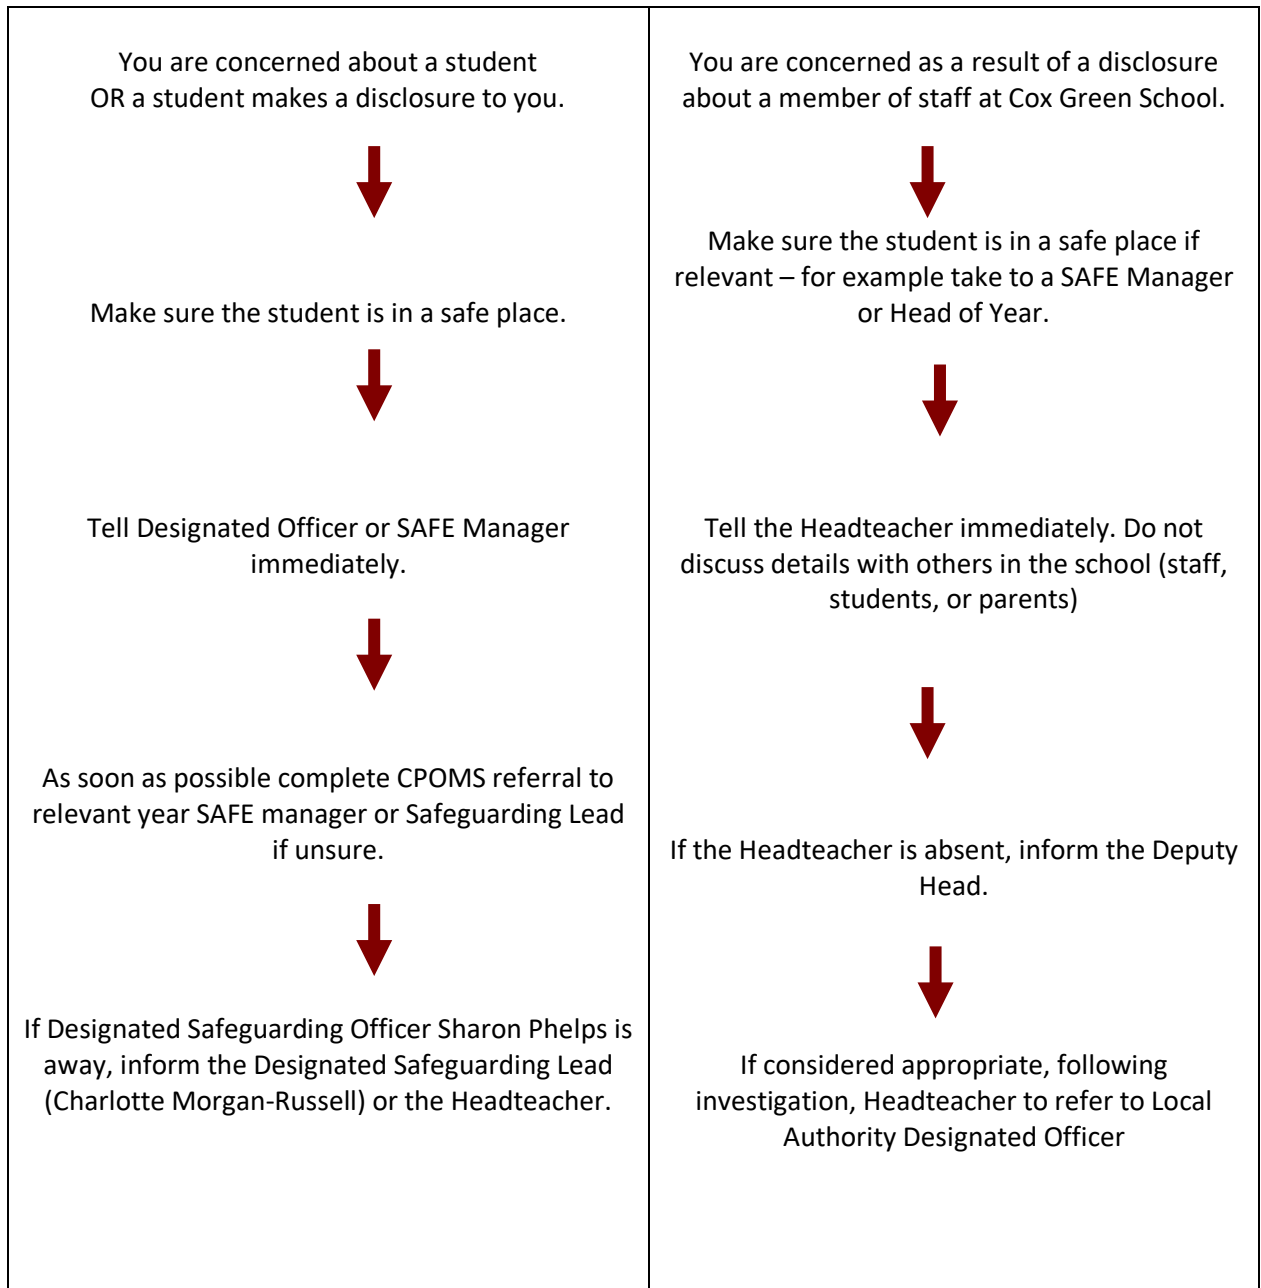 You are concerned about a student
OR a student makes a disclosure to you.
Make sure the student is in a safe place.
Tell Designated Officer or SAFE Manager
immediately.
As soon as possible complete CPOMS referral to
relevant year SAFE manager or Safeguarding Lead
if unsure.
If Designated Safeguarding Officer Sharon Phelps is
away, inform the Designated Safeguarding Lead
(Charlotte Morgan-Russell) or the Headteacher.
You are concerned as a result of a disclosure
about a member of staff at Cox Green School.
Make sure the student is in a safe place if
relevant – for example take to a SAFE Manager
or Head of Year.
Tell the Headteacher immediately. Do not
discuss details with others in the school (staff,
students, or parents)
If the Headteacher is absent, inform the Deputy
Head.
If considered appropriate, following
investigation, Headteacher to refer to Local
Authority Designated Officer